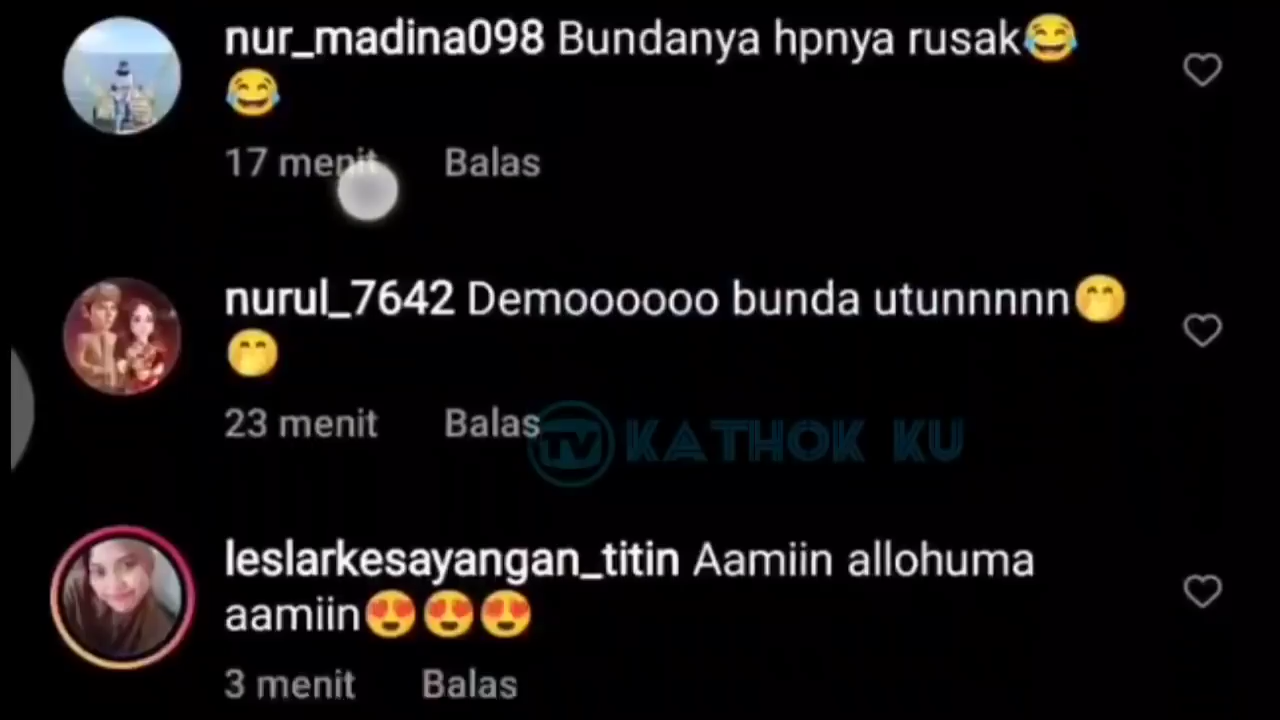 nur_madina098 Bundanya hpnya rusak😂
😂
17 menit Balas
nurul_7642 Demoooooo bunda utunnnnn🤭
🤭
23 menit Balas
TV KATHOK KU
leslarkesayangan_titin Aamiin allohuma
aamiin😍😍😍
3 menit Balas